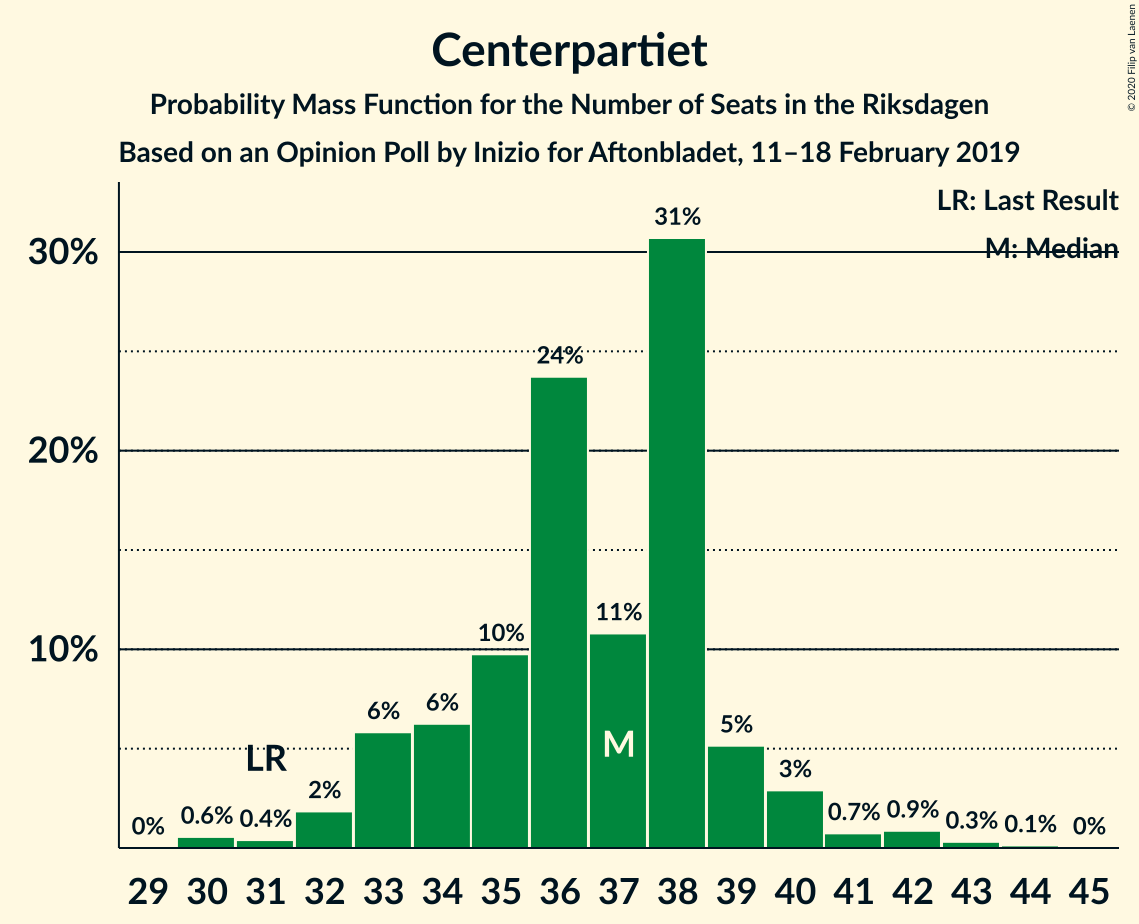 Centerpartiet
Probability Mass Function for the Number of Seats in the Riksdagen
Based on an Opinion Poll by Inizio for Aftonbladet, 11–18 February 2019
© 2020 Filip van Laenen
LR: Last Result
M: Median
30%
20%
10%
0%
0.6%
0.4%
LR
2%
6%
6%
10%
24%
11%
M
31%
5%
3%
0.7%
0.9%
0.3%
0.1%
0%
29 30 31 32 33 34 35 36 37 38 39 40 41 42 43 44 45